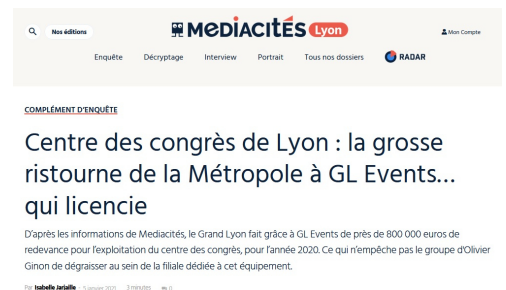 Nos éditions
MeDIACITÉS Lyon
Mon Compte
Enquête Décryptage Interview Portrait Tous nos dossiers RADAR
COMPLÉMENT D'ENQUÊTE
Centre des congrès de Lyon : la grosse
ristourne de la Métropole à GL Events…
qui licencie
D'après les informations de Mediacités, le Grand Lyon fait grâce à GL Events de près de 800 000 euros de
redevance pour l'exploitation du centre des congrès, pour l'année 2020. Ce qui n'empêche pas le groupe d'Olivier
Ginon de dégraisser au sein de la filiale dédiée à cet équipement.
Par Isabelle Jarjaille 5 janvier 2021 3 minutes 0